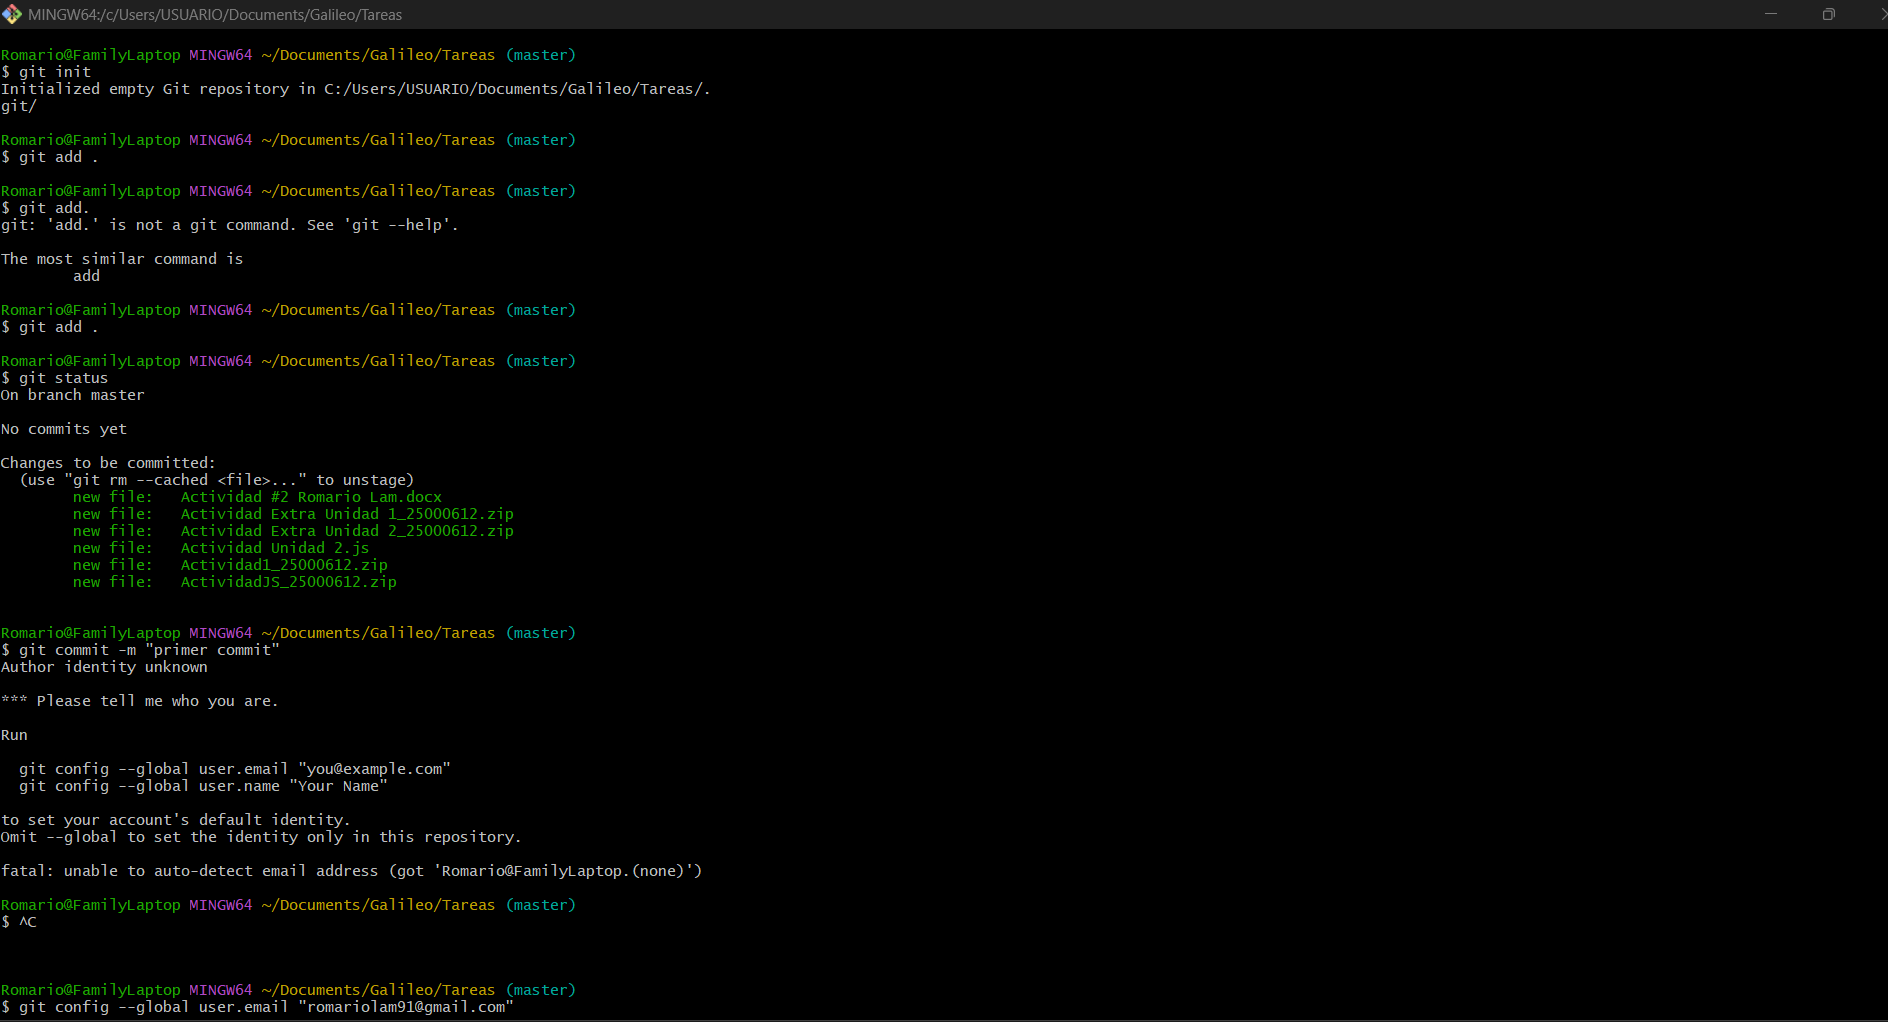 MINGW64:/c/Users/USUARIO/Documents/Galileo/Tareas
Romario@FamilyLaptop MINGW64 ~/Documents/Galileo/Tareas (master)
$ git init
Initialized empty Git repository in C:/Users/USUARIO/Documents/Galileo/Tareas/.
git/
Romario@FamilyLaptop MINGW64 ~/Documents/Galileo/Tareas (master)
$ git add .
Romario@FamilyLaptop MINGW64 ~/Documents/Galileo/Tareas (master)
$ git add.
git: 'add.' is not a git command. See 'git --help'.
The most similar command is
add
Romario@FamilyLaptop MINGW64 ~/Documents/Galileo/Tareas (master)
$ git add .
Romario@FamilyLaptop MINGW64 ~/Documents/Galileo/Tareas (master)
$ git status
On branch master
No commits yet
Changes to be committed:
(use "git rm --cached <file>..." to unstage)
new file:   Actividad #2 Romario Lam.docx
new file:   Actividad Extra Unidad 1_25000612.zip
new file:   Actividad Extra Unidad 2_25000612.zip
new file:   Actividad Unidad 2.js
new file:   Actividad1_25000612.zip
new file:   ActividadJS_25000612.zip
Romario@FamilyLaptop MINGW64 ~/Documents/Galileo/Tareas (master)
$ git commit -m "primer commit"
Author identity unknown
*** Please tell me who you are.
Run
git config --global user.email "you@example.com"
git config --global user.name "Your Name"
to set your account's default identity.
Omit --global to set the identity only in this repository.
fatal: unable to auto-detect email address (got 'Romario@FamilyLaptop.(none)')
Romario@FamilyLaptop MINGW64 ~/Documents/Galileo/Tareas (master)
$ ^C
Romario@FamilyLaptop MINGW64 ~/Documents/Galileo/Tareas (master)
$ git config --global user.email "romariolam91@gmail.com"